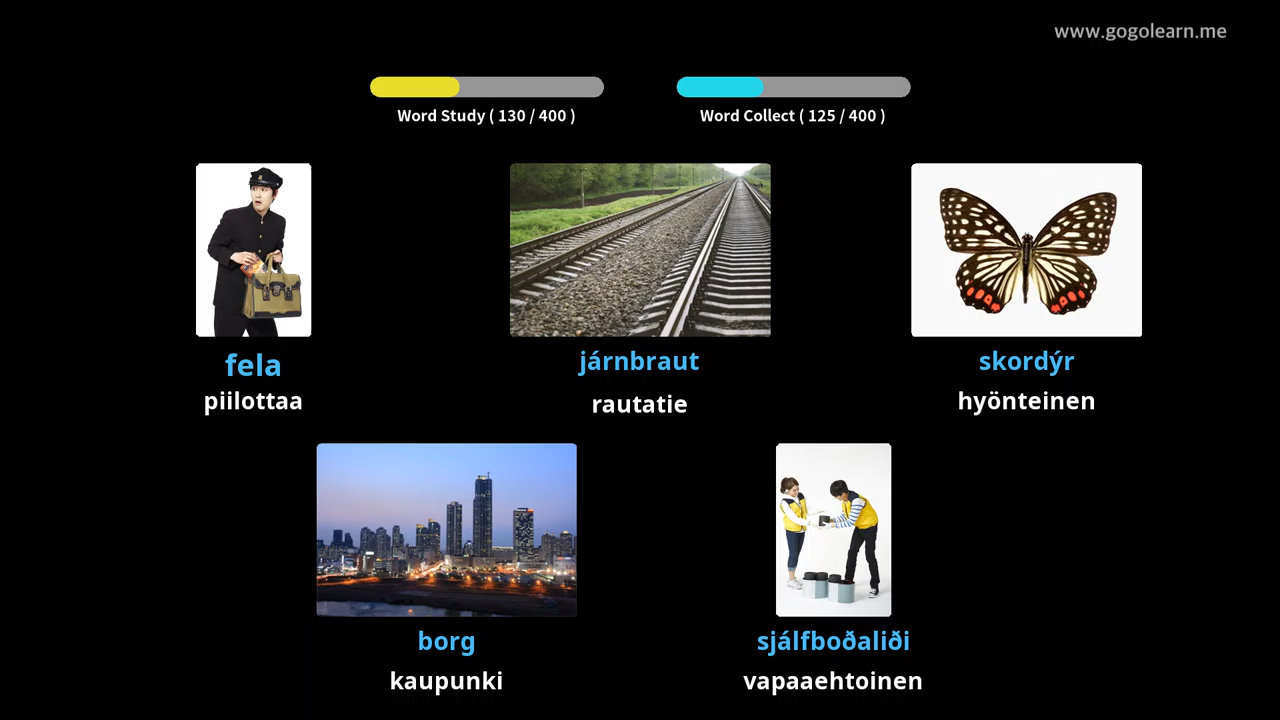 www.gogolearn.me
Word Study ( 130 / 400 )
Word Collect ( 125 / 400 )
fela
piilottaa
járnbraut
rautatie
skordýr
hyönteinen
borg
kaupunki
sjálfboðaliði
vapaaehtoinen